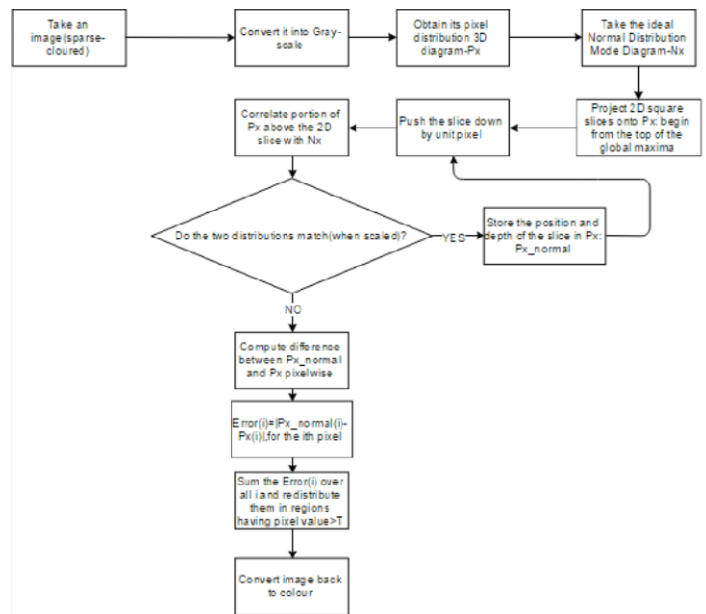 Take an
image(sparse-
cloured)
Convert it into Gray-
scale
Obtain its pixel
distribution 3D
diagram-Px
Take the ideal
Normal Distribution
Mode Diagram-Nx
Project 2D square
slices onto Px: begin
from the top of the
global maxima
Push the slice down
by unit pixel
Correlate portion of
Px above the 2D
slice with Nx
Do the two distributions match(when scaled)?
YES
Store the position and
depth of the slice in Px:
Px_normal
NO
Compute difference
between Px_normal
and Px pixelwise
Error(i)=|Px_normal(i)-
Px(i)|,for the ith pixel
Sum the Error(i) over
all i and redistribute
them in regions
having pixel value>T
Convert image back
to colour